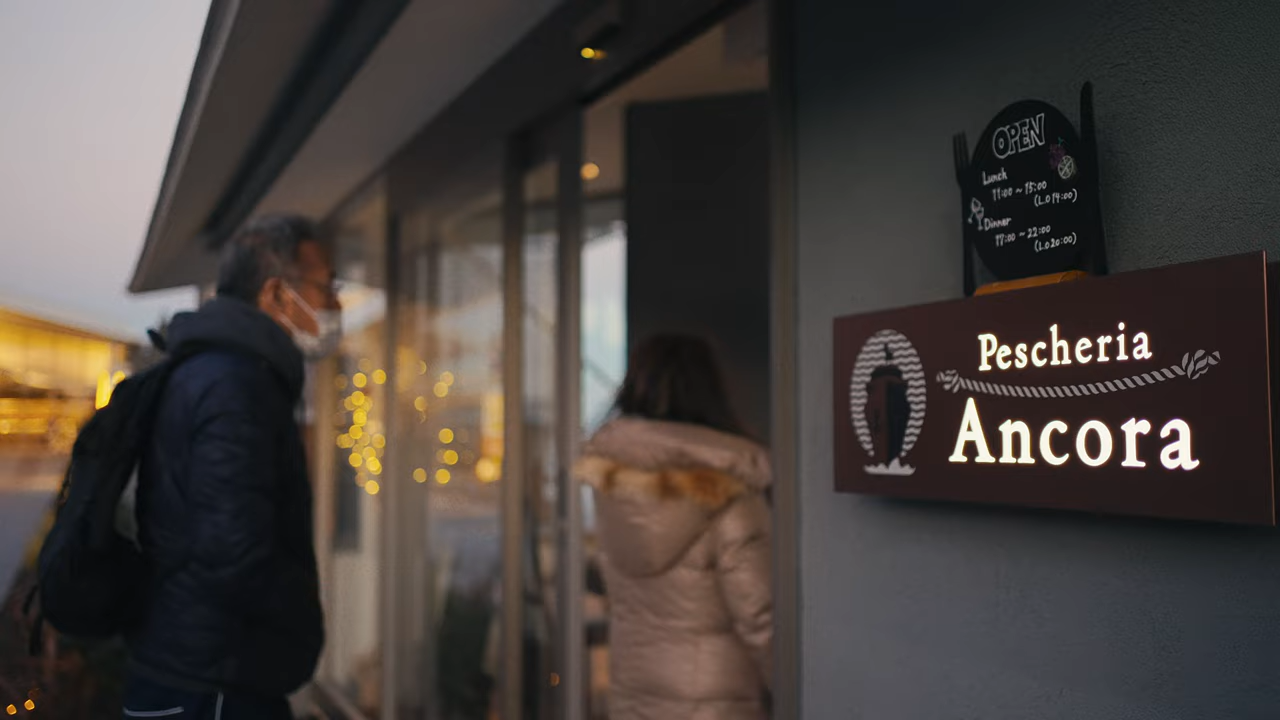 OPEN
Lunch
11:00 ~ 15:00
(L.O 14:00)
Dinner
17:00 ~ 22:00
(L.O 20:00)
Pescheria
Ancora